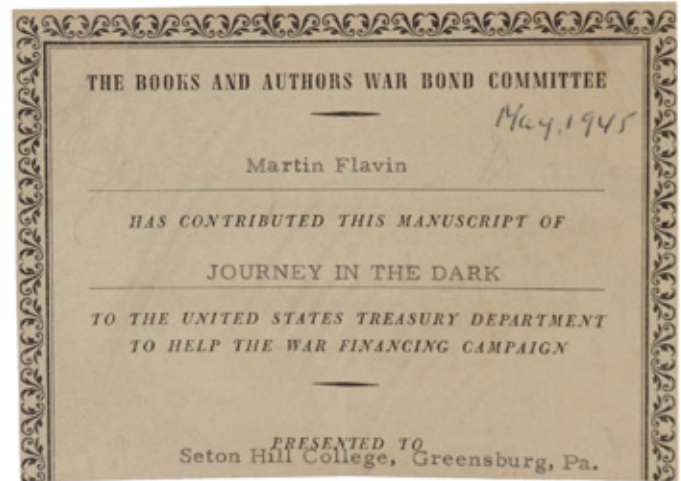 THE BOOKS AND AUTHORS WAR BOND COMMITTEE
May, 1945
Martin Flavin
HAS CONTRIBUTED THIS MANUSCRIPT OF
JOURNEY IN THE DARK
TO THE UNITED STATES TREASURY DEPARTMENT
TO HELP THE WAR FINANCING CAMPAIGN
PRESENTED TO
Seton Hill College, Greensburg, Pa.